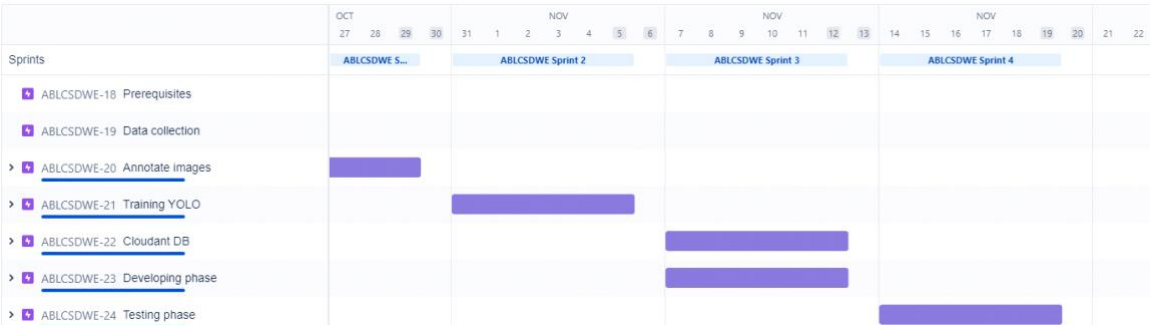 OCT NOV NOV NOV
27 28 29 30 31 1 2 3 4 5 6 7 8 9 10 11 12 13 14 15 16 17 18 19 20 21 22
Sprints ABLCSDWE S... ABLCSDWE Sprint 2 ABLCSDWE Sprint 3 ABLCSDWE Sprint 4
ABLCSDWE-18 Prerequisites
ABLCSDWE-19 Data collection
ABLCSDWE-20 Annotate images
ABLCSDWE-21 Training YOLO
ABLCSDWE-22 Cloudant DB
ABLCSDWE-23 Developing phase
ABLCSDWE-24 Testing phase